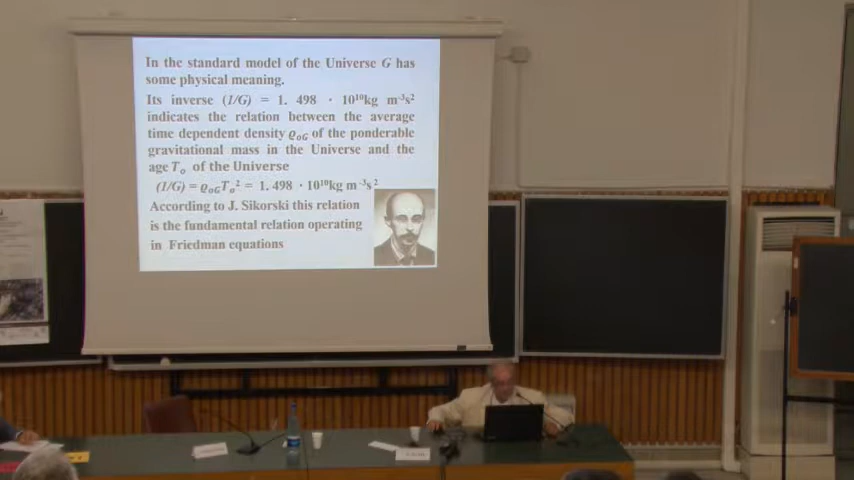 In the standard model of the Universe G has
some physical meaning.
Its inverse (1/G) = 1. 498 · 10¹⁰kg m⁻³s²
indicates the relation between the average
time dependent density ϱₒG of the ponderable
gravitational mass in the Universe and the
age Tₒ of the Universe
(1/G) = ϱₒGTₒ² = 1. 498 · 10¹⁰kg m⁻³s²
According to J. Sikorski this relation
is the fundamental relation operating
in Friedman equations